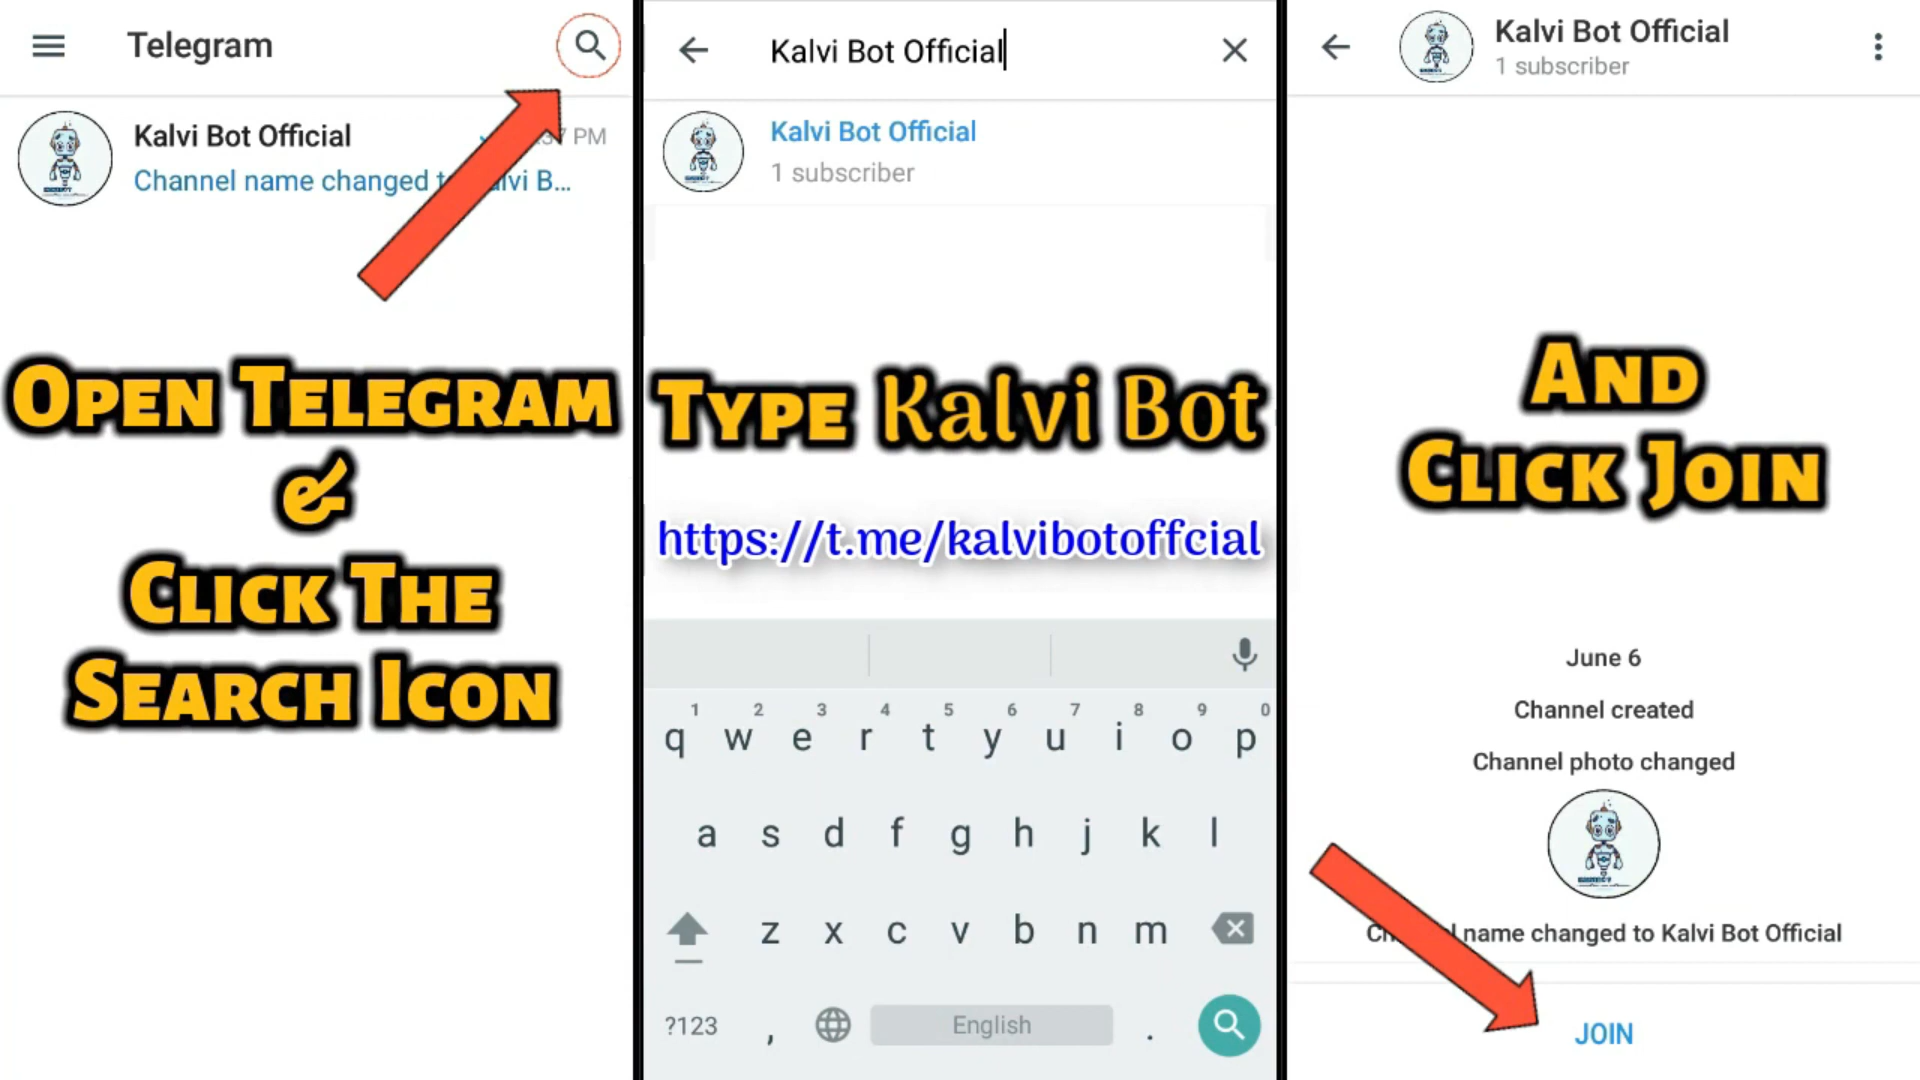 Telegram
Kalvi Bot Official
PM
Channel name changed
B...
OPEN TELEGRAM
&
CLICK THE
SEARCH ICON
Kalvi Bot Official
Kalvi Bot Official
1 subscriber
TYPE Kalvi Bot
https://t.me/kalvibotoffcial
1 2 3 4 5 6 7 8 9 0
q w e r t y u i o p
a s d f g h j k l
z x c v b n m
?123 , English .
Kalvi Bot Official
1 subscriber
AND
CLICK JOIN
June 6
Channel created
Channel photo changed
name changed to Kalvi Bot Official
JOIN